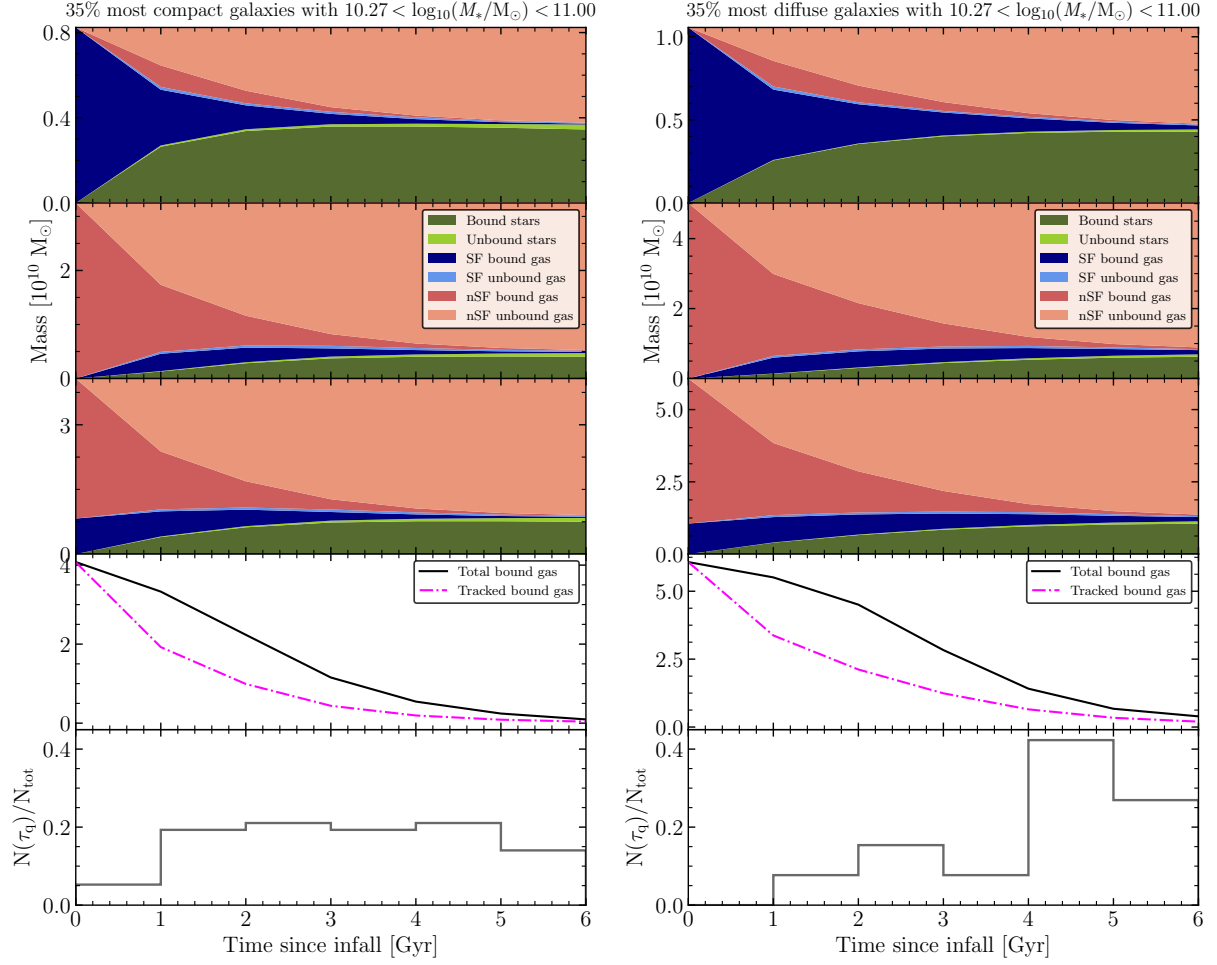 35% most compact galaxies with 10.27 < log₁₀(M*/M⊙) < 11.00
35% most diffuse galaxies with 10.27 < log₁₀(M*/M⊙) < 11.00
0.8
0.4
0.0
1.0
0.5
0.0
Mass [10¹⁰ M⊙]
2
0
Bound stars
Unbound stars
SF bound gas
SF unbound gas
nSF bound gas
nSF unbound gas
Mass [10¹⁰ M⊙]
4
2
0
Bound stars
Unbound stars
SF bound gas
SF unbound gas
nSF bound gas
nSF unbound gas
3
0
5.0
2.5
0.0
4
2
0
Total bound gas
Tracked bound gas
5.0
2.5
0.0
Total bound gas
Tracked bound gas
N(τq)/Ntot
0.4
0.2
0.0
0 1 2 3 4 5 6
Time since infall [Gyr]
N(τq)/Ntot
0.4
0.2
0.0
0 1 2 3 4 5 6
Time since infall [Gyr]